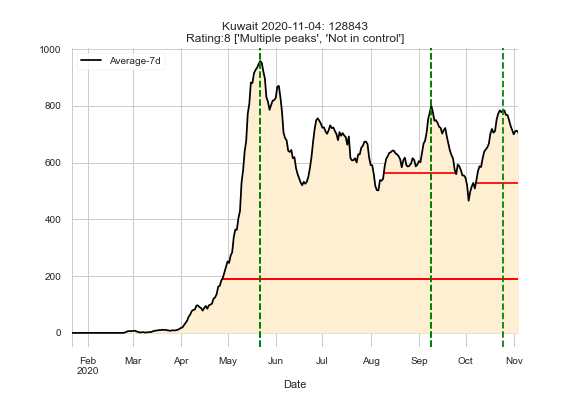 Kuwait 2020-11-04: 128843
Rating:8 ['Multiple peaks', 'Not in control']
Average-7d
1000
800
600
400
200
0
Feb Mar Apr May Jun Jul Aug Sep Oct Nov
2020
Date